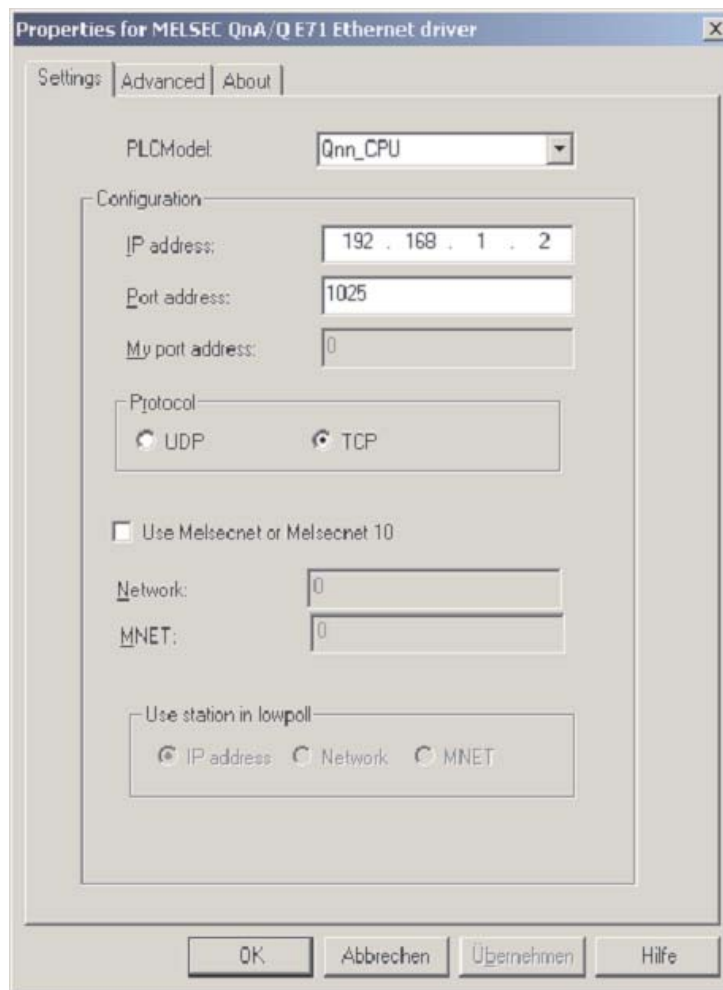 Properties for MELSEC QnA/Q E71 Ethernet driver
Settings Advanced About
PLCModel: Qnn_CPU
Configuration
IP address: 192 . 168 . 1 . 2
Port address: 1025
My port address: 0
Protocol
UDP TCP
Use Melsecnet or Melsecnet 10
Network: 0
MNET: 0
Use station in lowpoll
IP address Network MNET
OK Abbrechen Übernehmen Hilfe